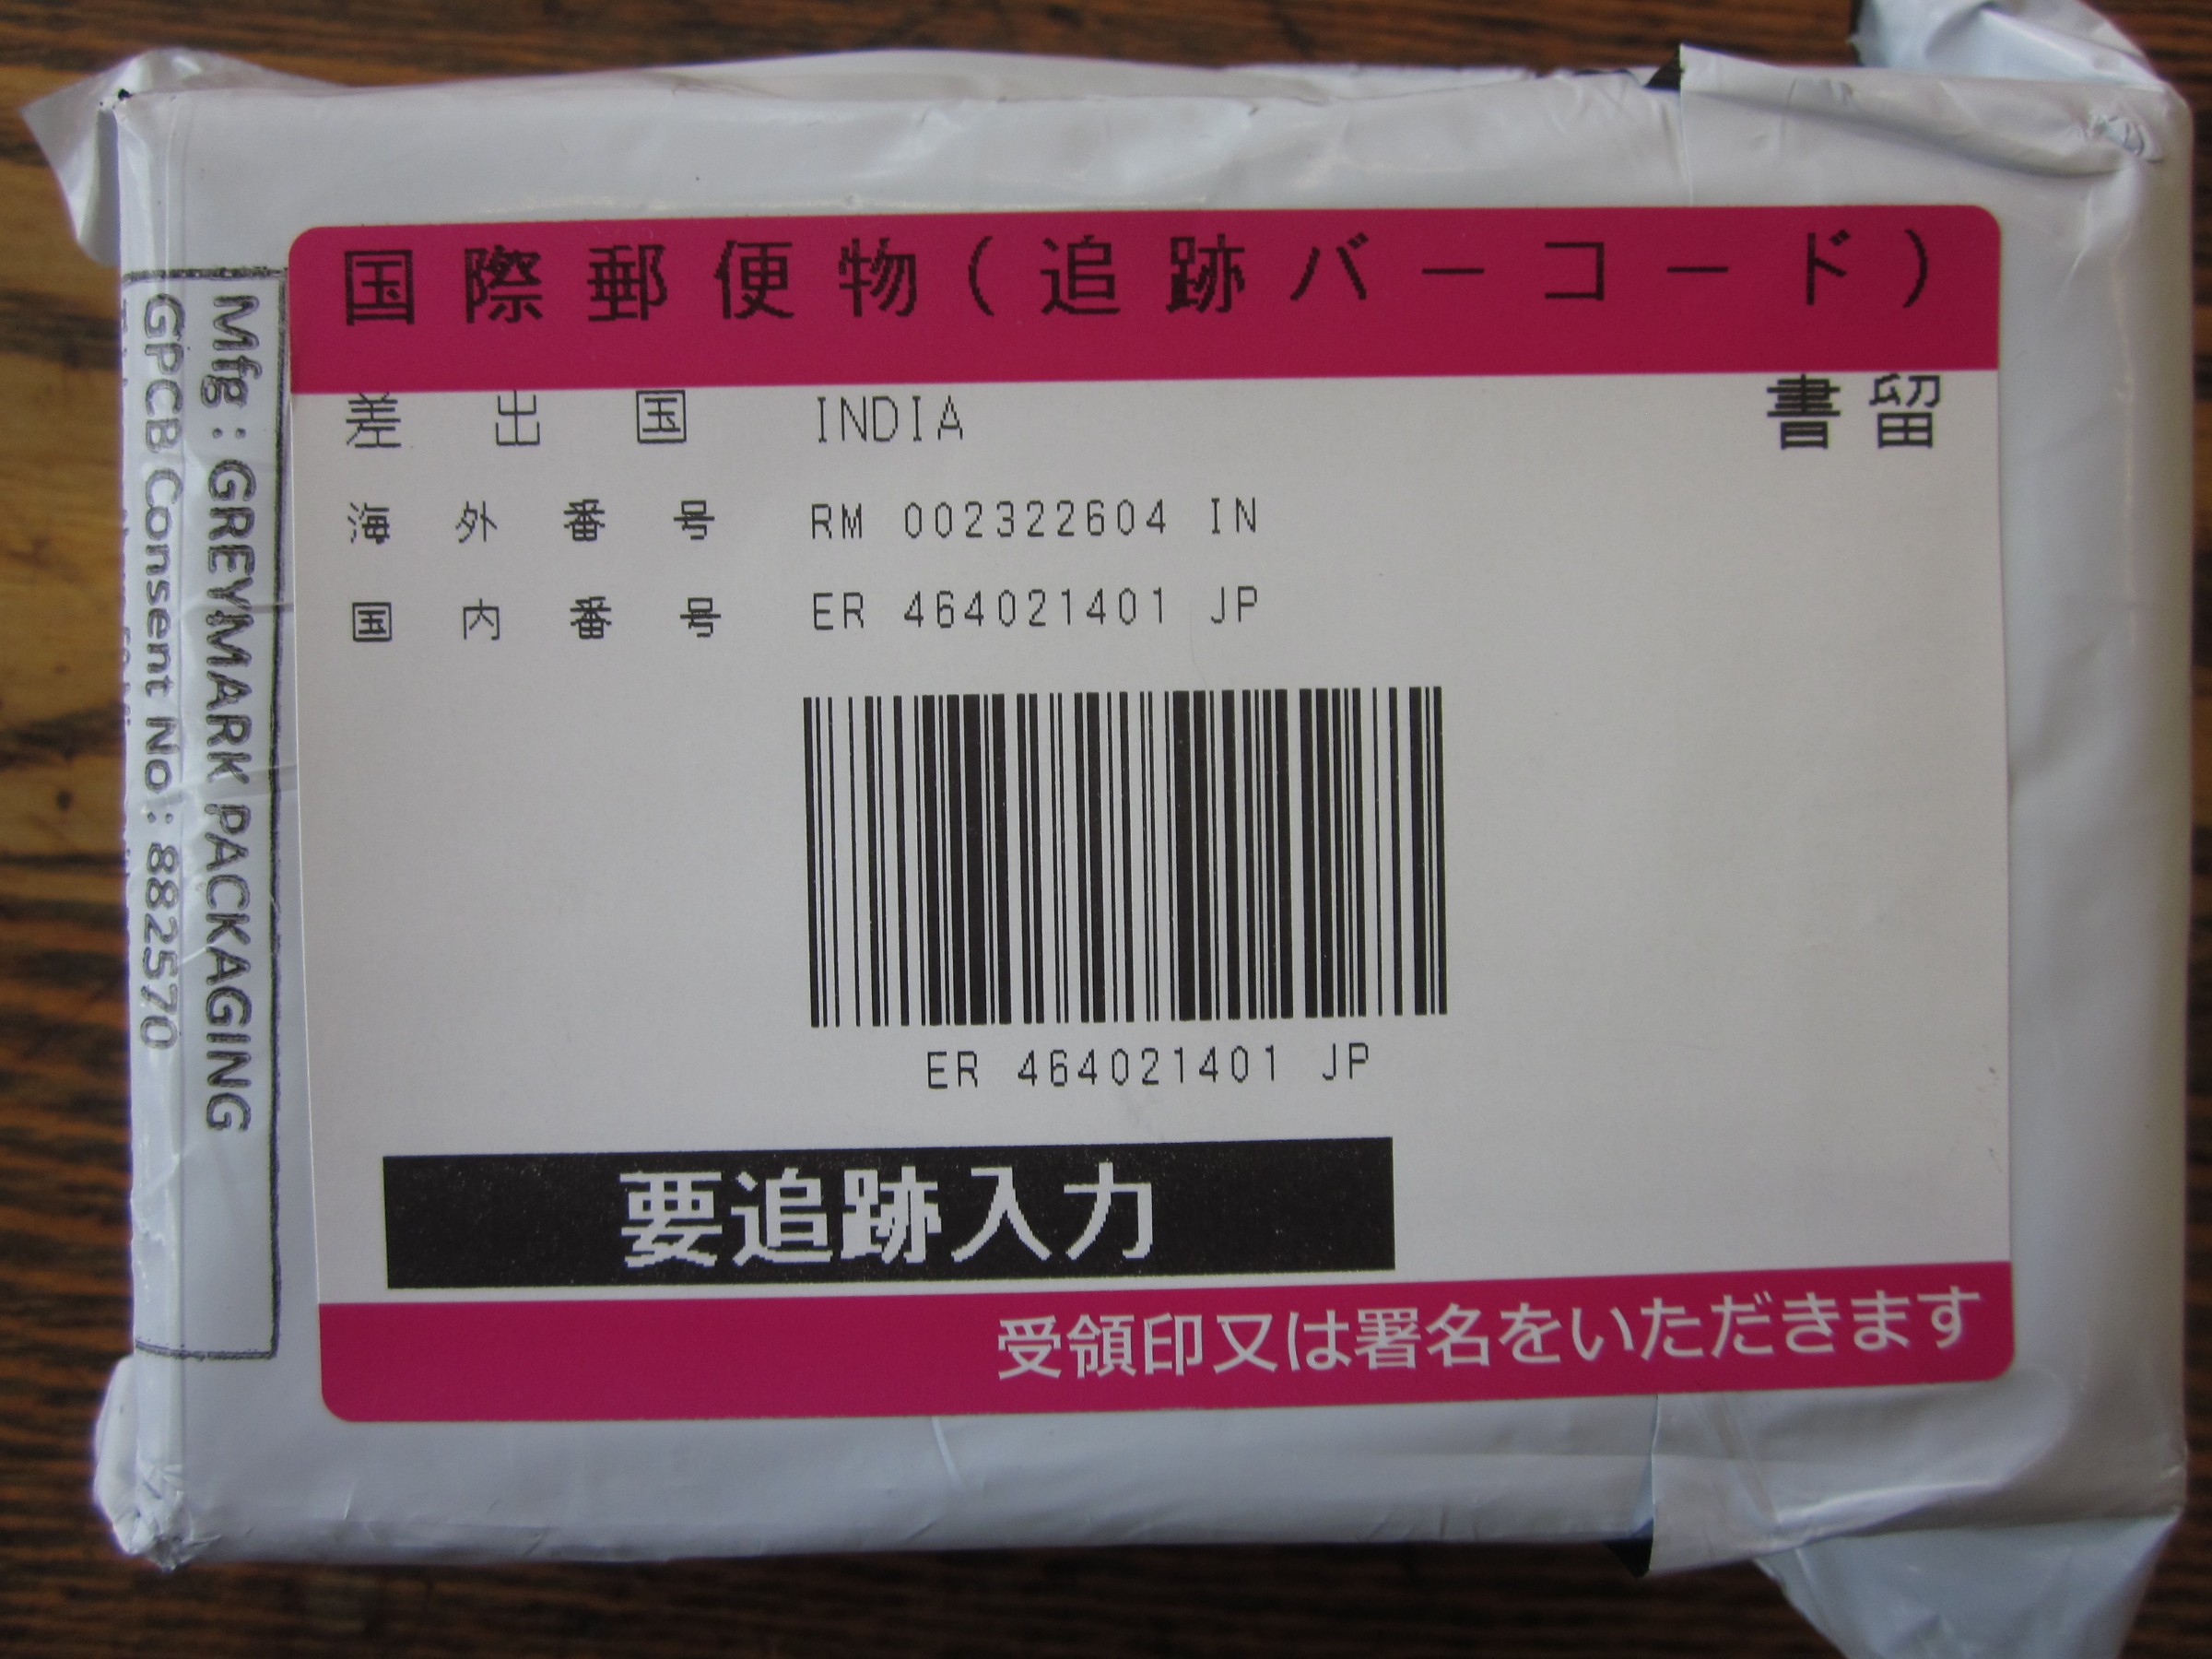 国際郵便物(追跡バーコード)
差出国 INDIA 書留
海外番号 RM 002322604 IN
国内番号 ER 464021401 JP
ER 464021401 JP
要追跡入力
受領印又は署名をいただきます
Mfg : GREYMARK PACKAGING
GPCB Consent No: 882570